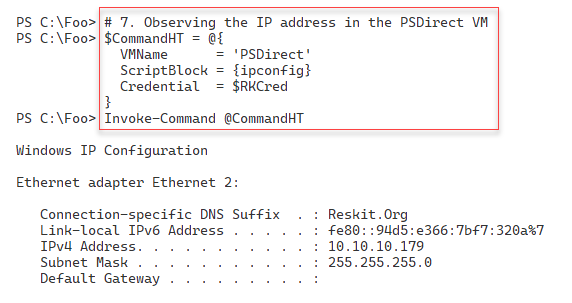 PS C:\Foo> # 7. Observing the IP address in the PSDirect VM
PS C:\Foo> $CommandHT = @{
  VMName      = 'PSDirect'
  ScriptBlock = {ipconfig}
  Credential  = $RKCred
}
PS C:\Foo> Invoke-Command @CommandHT
Windows IP Configuration
Ethernet adapter Ethernet 2:
   Connection-specific DNS Suffix  . : Reskit.Org
   Link-local IPv6 Address . . . . . : fe80::94d5:e366:7bf7:320a%7
   IPv4 Address. . . . . . . . . . . : 10.10.10.179
   Subnet Mask . . . . . . . . . . . : 255.255.255.0
   Default Gateway . . . . . . . . . :